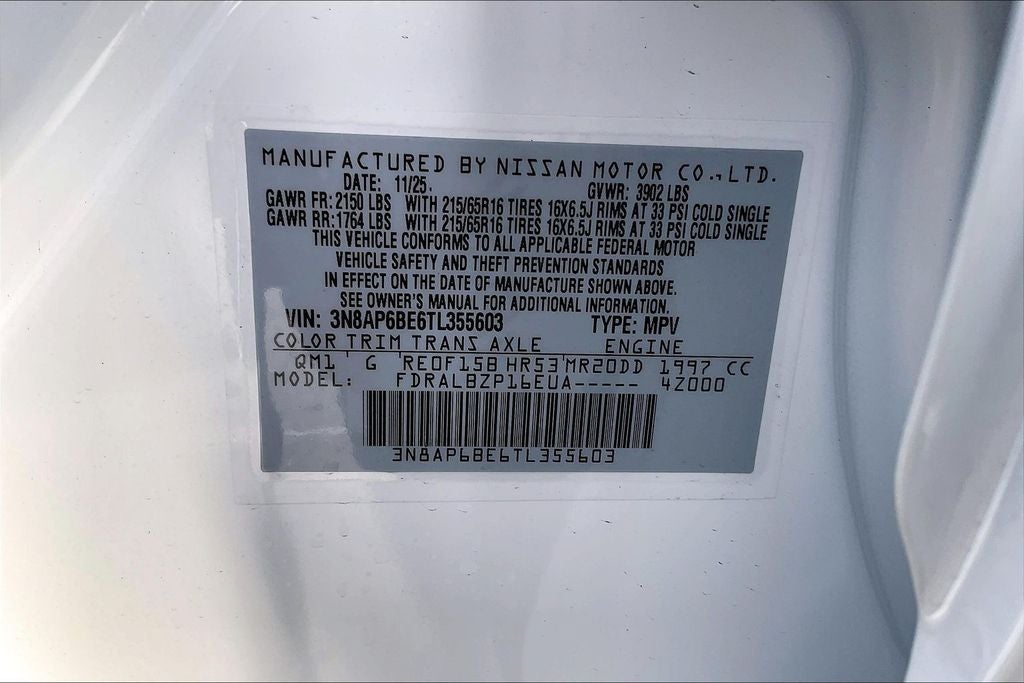 MANUFACTURED BY NISSAN MOTOR CO.,LTD.
DATE: 11/25. GVWR: 3902 LBS
GAWR FR: 2150 LBS WITH 215/65R16 TIRES 16X6.5J RIMS AT 33 PSI COLD SINGLE
GAWR RR: 1764 LBS WITH 215/65R16 TIRES 16X6.5J RIMS AT 33 PSI COLD SINGLE
THIS VEHICLE CONFORMS TO ALL APPLICABLE FEDERAL MOTOR
VEHICLE SAFETY AND THEFT PREVENTION STANDARDS
IN EFFECT ON THE DATE OF MANUFACTURE SHOWN ABOVE.
SEE OWNER'S MANUAL FOR ADDITIONAL INFORMATION.
VIN: 3N8AP6BE6TL355603 TYPE: MPV
COLOR TRIM TRANS AXLE ENGINE
QM1 G RE0F15B HR53 MR20DD 1997 CC
MODEL: FDRALBZP16EUA----- 4Z000
3N8AP6BE6TL355603